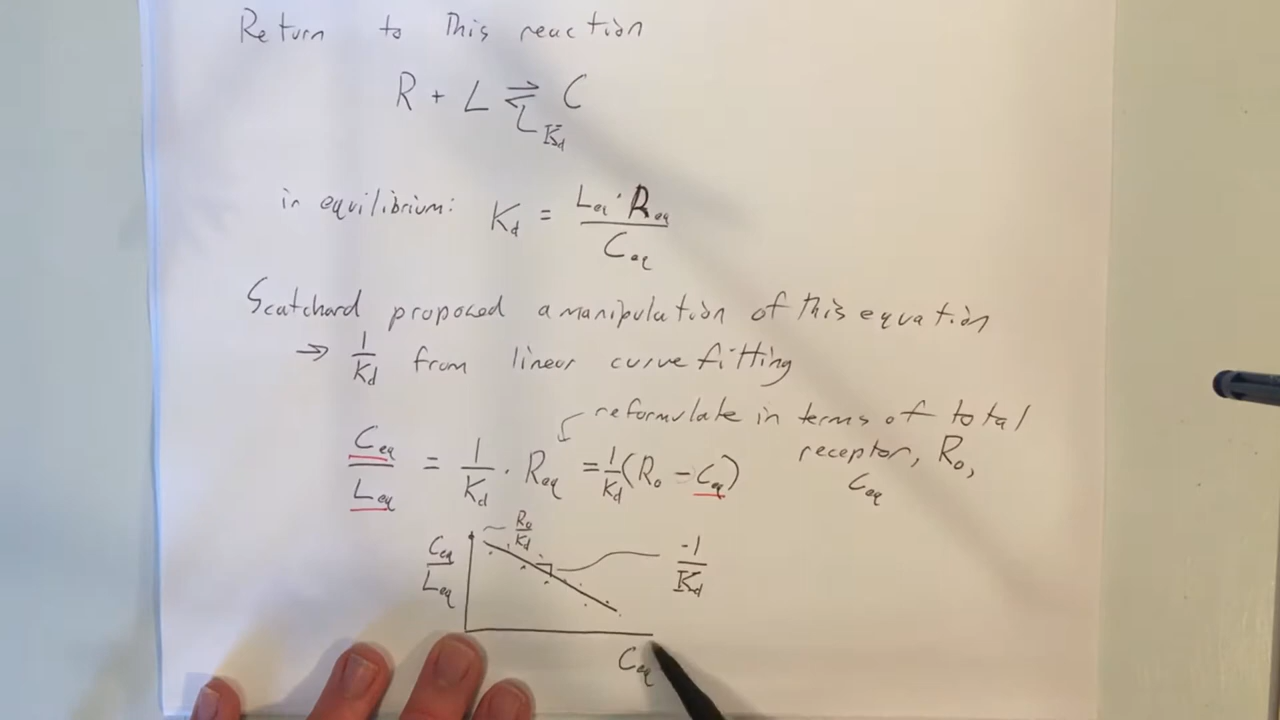 Return to this reaction
R + L ⇌ C
Kd
in equilibrium: Kd = Leq · Req / Ceq
Scatchard proposed a manipulation of this equation
⇒ 1/Kd from linear curve fitting
reformulate in terms of total
receptor, R₀,
Ceq
Ceq/Leq = 1/Kd · Req = 1/Kd (R₀ - Ceq)
R₀/Kd
Ceq/Leq
-1/Kd
Ceq